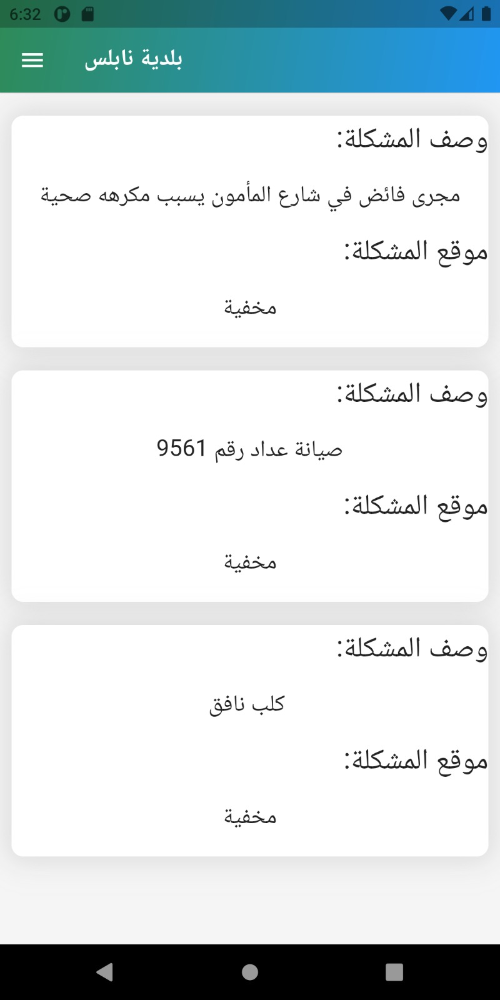 6:32
بلدية نابلس
وصف المشكلة:
مجرى فائض في شارع المأمون يسبب مكرهه صحية
موقع المشكلة:
مخفية
وصف المشكلة:
صيانة عداد رقم 9561
موقع المشكلة:
مخفية
وصف المشكلة:
كلب نافق
موقع المشكلة:
مخفية